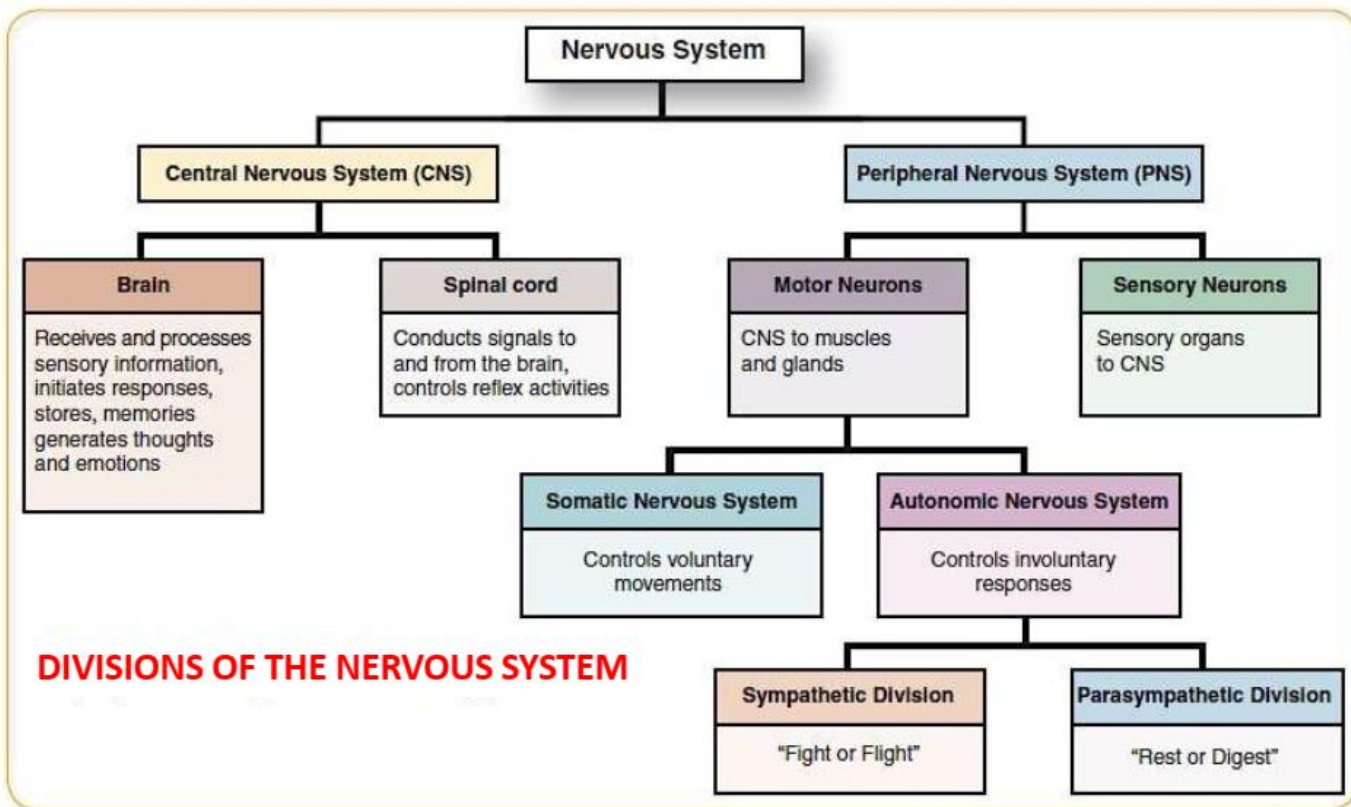 Nervous System
Central Nervous System (CNS)
Peripheral Nervous System (PNS)
Brain
Receives and processes
sensory information,
initiates responses,
stores, memories
generates thoughts
and emotions
Spinal cord
Conducts signals to
and from the brain,
controls reflex activities
Motor Neurons
CNS to muscles
and glands
Sensory Neurons
Sensory organs
to CNS
Somatic Nervous System
Controls voluntary
movements
Autonomic Nervous System
Controls involuntary
responses
DIVISIONS OF THE NERVOUS SYSTEM
Sympathetic Division
“Fight or Flight”
Parasympathetic Division
“Rest or Digest”